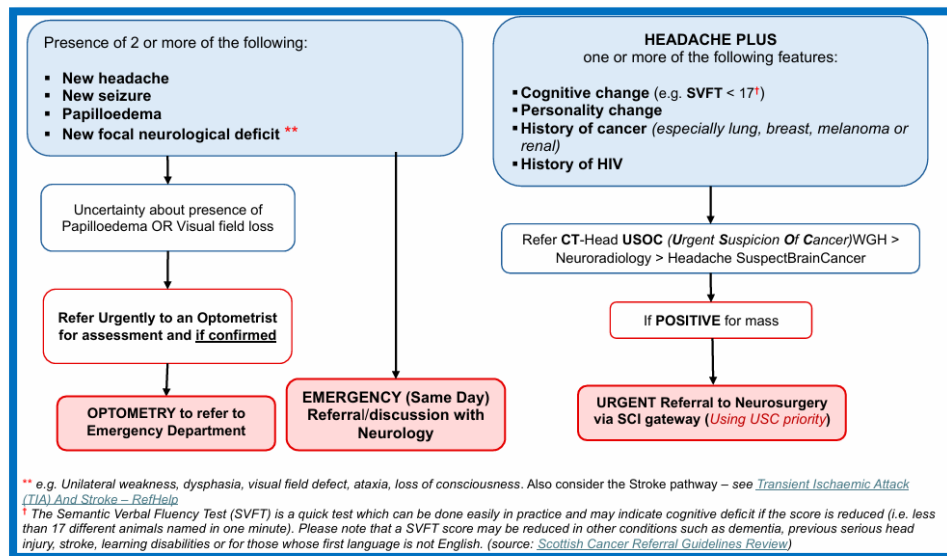 Presence of 2 or more of the following:
▪ New headache
▪ New seizure
▪ Papilloedema
▪ New focal neurological deficit **
Uncertainty about presence of
Papilloedema OR Visual field loss
Refer Urgently to an Optometrist
for assessment and if confirmed
OPTOMETRY to refer to
Emergency Department
EMERGENCY (Same Day)
Referral/discussion with
Neurology
HEADACHE PLUS
one or more of the following features:
▪ Cognitive change (e.g. SVFT < 17†)
▪ Personality change
▪ History of cancer (especially lung, breast, melanoma or
renal)
▪ History of HIV
Refer CT-Head USOC (Urgent Suspicion Of Cancer)WGH >
Neuroradiology > Headache SuspectBrainCancer
If POSITIVE for mass
URGENT Referral to Neurosurgery
via SCI gateway (Using USC priority)
** e.g. Unilateral weakness, dysphasia, visual field defect, ataxia, loss of consciousness. Also consider the Stroke pathway – see Transient Ischaemic Attack
(TIA) And Stroke – RefHelp
† The Semantic Verbal Fluency Test (SVFT) is a quick test which can be done easily in practice and may indicate cognitive deficit if the score is reduced (i.e. less
than 17 different animals named in one minute). Please note that a SVFT score may be reduced in other conditions such as dementia, previous serious head
injury, stroke, learning disabilities or for those whose first language is not English. (source: Scottish Cancer Referral Guidelines Review)